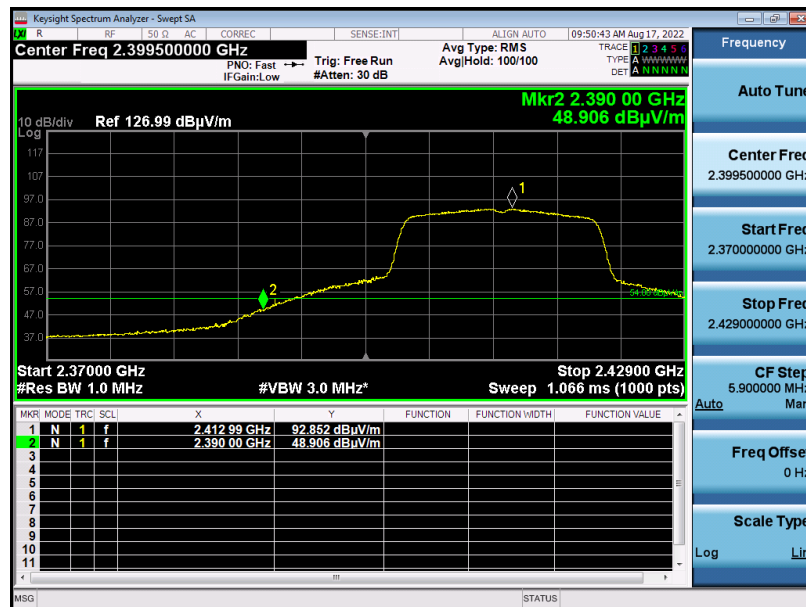 Keysight Spectrum Analyzer - Swept SA
LXI R RF 50 Ω AC CORREC SENSE:INT ALIGN AUTO 09:50:43 AM Aug 17, 2022
Center Freq 2.399500000 GHz
PNO: Fast
IFGain:Low
Trig: Free Run
#Atten: 30 dB
Avg Type: RMS
Avg|Hold: 100/100
TRACE 1 2 3 4 5 6
TYPE A WWWWW
DET A N N N N N
Mkr2 2.390 00 GHz
48.906 dBµV/m
10 dB/div Ref 126.99 dBµV/m
Log
117
107
97.0
87.0
77.0
67.0
57.0
47.0
37.0
1
2
Start 2.37000 GHz Stop 2.42900 GHz
#Res BW 1.0 MHz #VBW 3.0 MHz* Sweep 1.066 ms (1000 pts)
MKR MODE TRC SCL X Y FUNCTION FUNCTION WIDTH FUNCTION VALUE
1 N 1 f 2.412 99 GHz 92.852 dBµV/m
2 N 1 f 2.390 00 GHz 48.906 dBµV/m
3
4
5
6
7
8
9
10
11
MSG STATUS
Frequency
Auto Tune
Center Freq
2.399500000 GHz
Start Freq
2.370000000 GHz
Stop Freq
2.429000000 GHz
CF Step
5.900000 MHz
Auto Man
Freq Offset
0 Hz
Scale Type
Log Lin